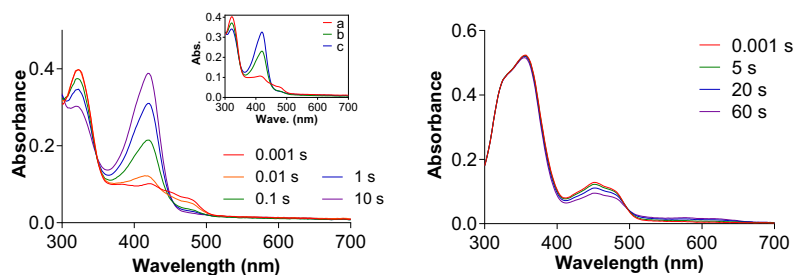 Absorbance
0.4
0.2
0.0
300 400 500 600 700
Wavelength (nm)
0.001 s
0.01 s
0.1 s
1 s
10 s
Abs.
0.4
0.3
0.2
0.1
0.0
300 400 500 600 700
Wave. (nm)
a
b
c
Absorbance
0.6
0.4
0.2
0.0
300 400 500 600 700
Wavelength (nm)
0.001 s
5 s
20 s
60 s